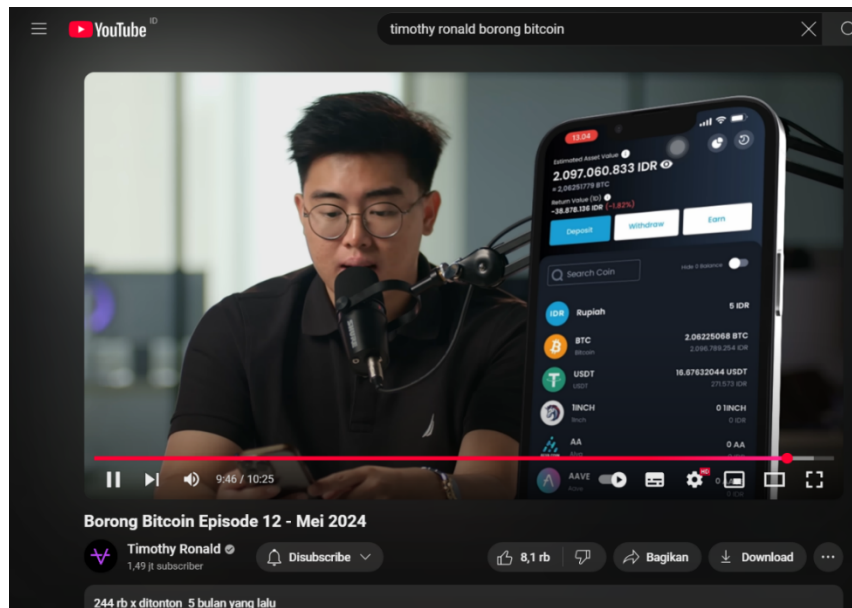 YouTube ID
timothy ronald borong bitcoin
13.04
Estimated Asset Value
2.097.060.833 IDR
≈ 2,06251779 BTC
Return Value (1D)
-38.878.136 IDR (-1.82%)
Deposit
Withdraw
Earn
Search Coin
Hide 0 Balance
IDR Rupiah 5 IDR
BTC 2.06225068 BTC
Bitcoin 2.096.789.254 IDR
USDT 16.67632044 USDT
USDT 271.573 IDR
1INCH 0 1INCH
1inch 0 IDR
AA 0 AA
AAVE
9:46 / 10:25
HD
Borong Bitcoin Episode 12 - Mei 2024
Timothy Ronald
1,49 jt subscriber
Disubscribe
8,1 rb
Bagikan
Download
244 rb x ditonton 5 bulan yang lalu